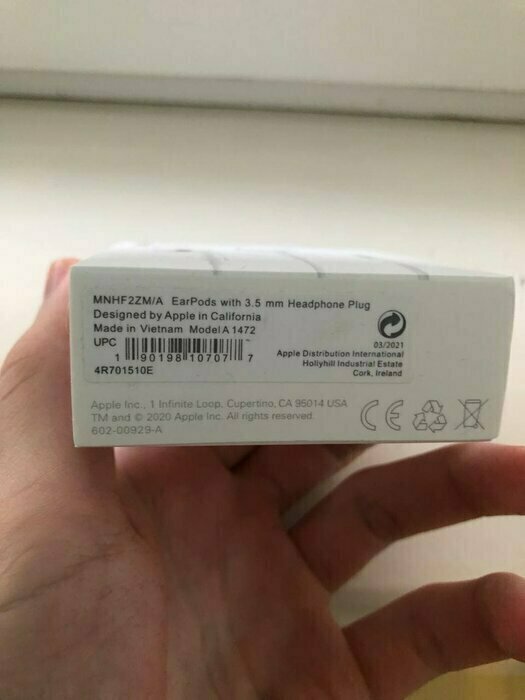 MNHF2ZM/A EarPods with 3.5 mm Headphone Plug
Designed by Apple in California
Made in Vietnam Model A1472
UPC
1 90198 10707 7
4R701510E
03/2021
Apple Distribution International
Hollyhill Industrial Estate
Cork, Ireland
Apple Inc., 1 Infinite Loop, Cupertino, CA 95014 USA
TM and © 2020 Apple Inc. All rights reserved.
602-00929-A
CE